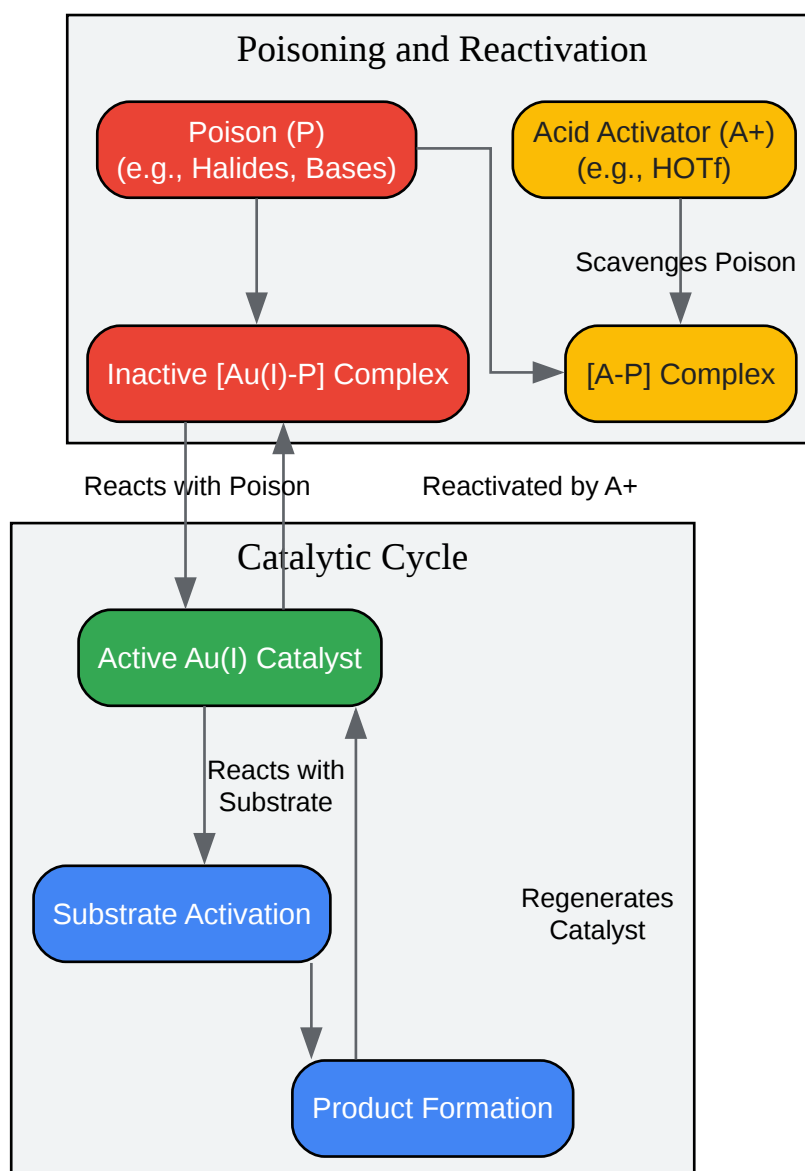 Poisoning and Reactivation
Poison (P)
(e.g., Halides, Bases)
Acid Activator (A+)
(e.g., HOTf)
Scavenges Poison
Inactive [Au(I)-P] Complex
[A-P] Complex
Reacts with Poison
Reactivated by A+
Catalytic Cycle
Active Au(I) Catalyst
Reacts with
Substrate
Substrate Activation
Regenerates
Catalyst
Product Formation